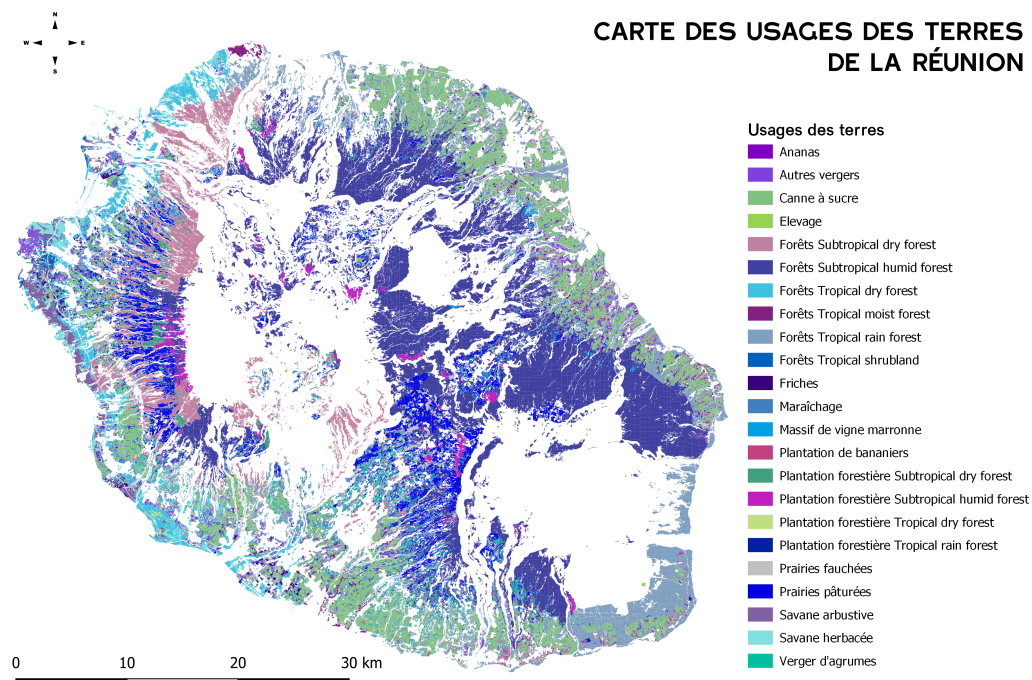 N
W E
S
CARTE DES USAGES DES TERRES
DE LA RÉUNION
Usages des terres
Ananas
Autres vergers
Canne à sucre
Elevage
Forêts Subtropical dry forest
Forêts Subtropical humid forest
Forêts Tropical dry forest
Forêts Tropical moist forest
Forêts Tropical rain forest
Forêts Tropical shrubland
Friches
Maraîchage
Massif de vigne marronne
Plantation de bananiers
Plantation forestière Subtropical dry forest
Plantation forestière Subtropical humid forest
Plantation forestière Tropical dry forest
Plantation forestière Tropical rain forest
Prairies fauchées
Prairies pâturées
Savane arbustive
Savane herbacée
Verger d'agrumes
0 10 20 30 km